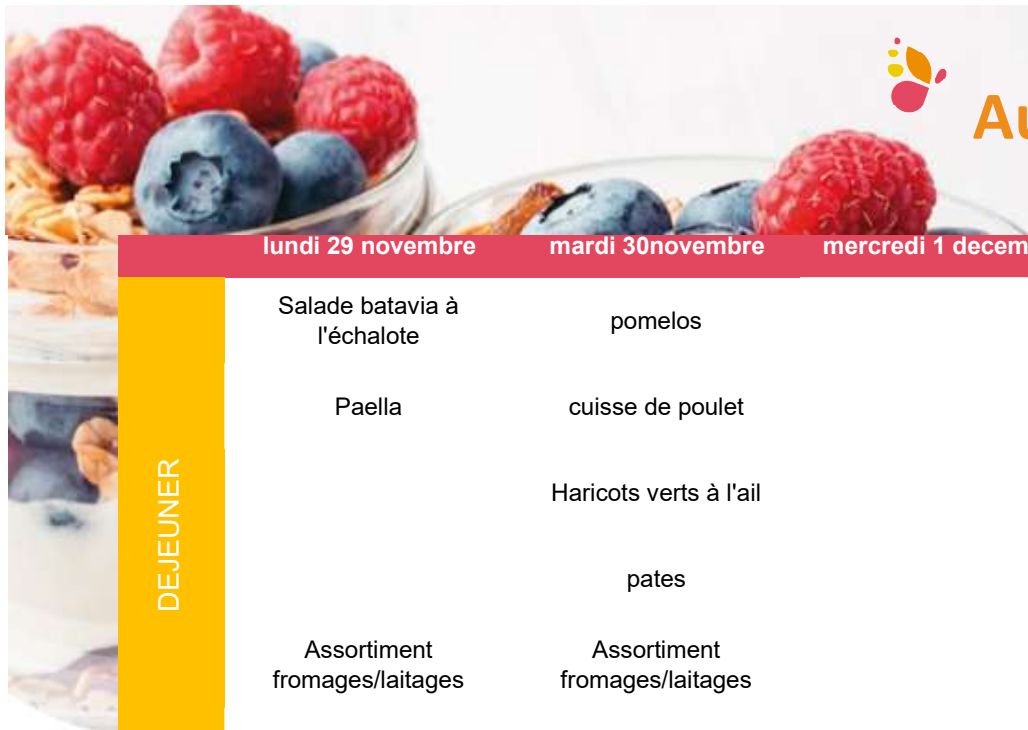 Au
lundi 29 novembre
mardi 30novembre
mercredi 1 decem
DEJEUNER
Salade batavia à
l'échalote
pomelos
Paella
cuisse de poulet
Haricots verts à l'ail
pates
Assortiment
fromages/laitages
Assortiment
fromages/laitages